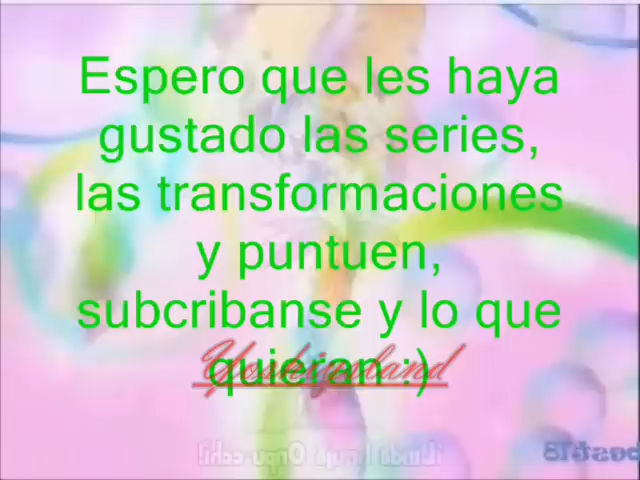 Espero que les haya
gustado las series,
las transformaciones
y puntuen,
subcribanse y lo que
quieran :)